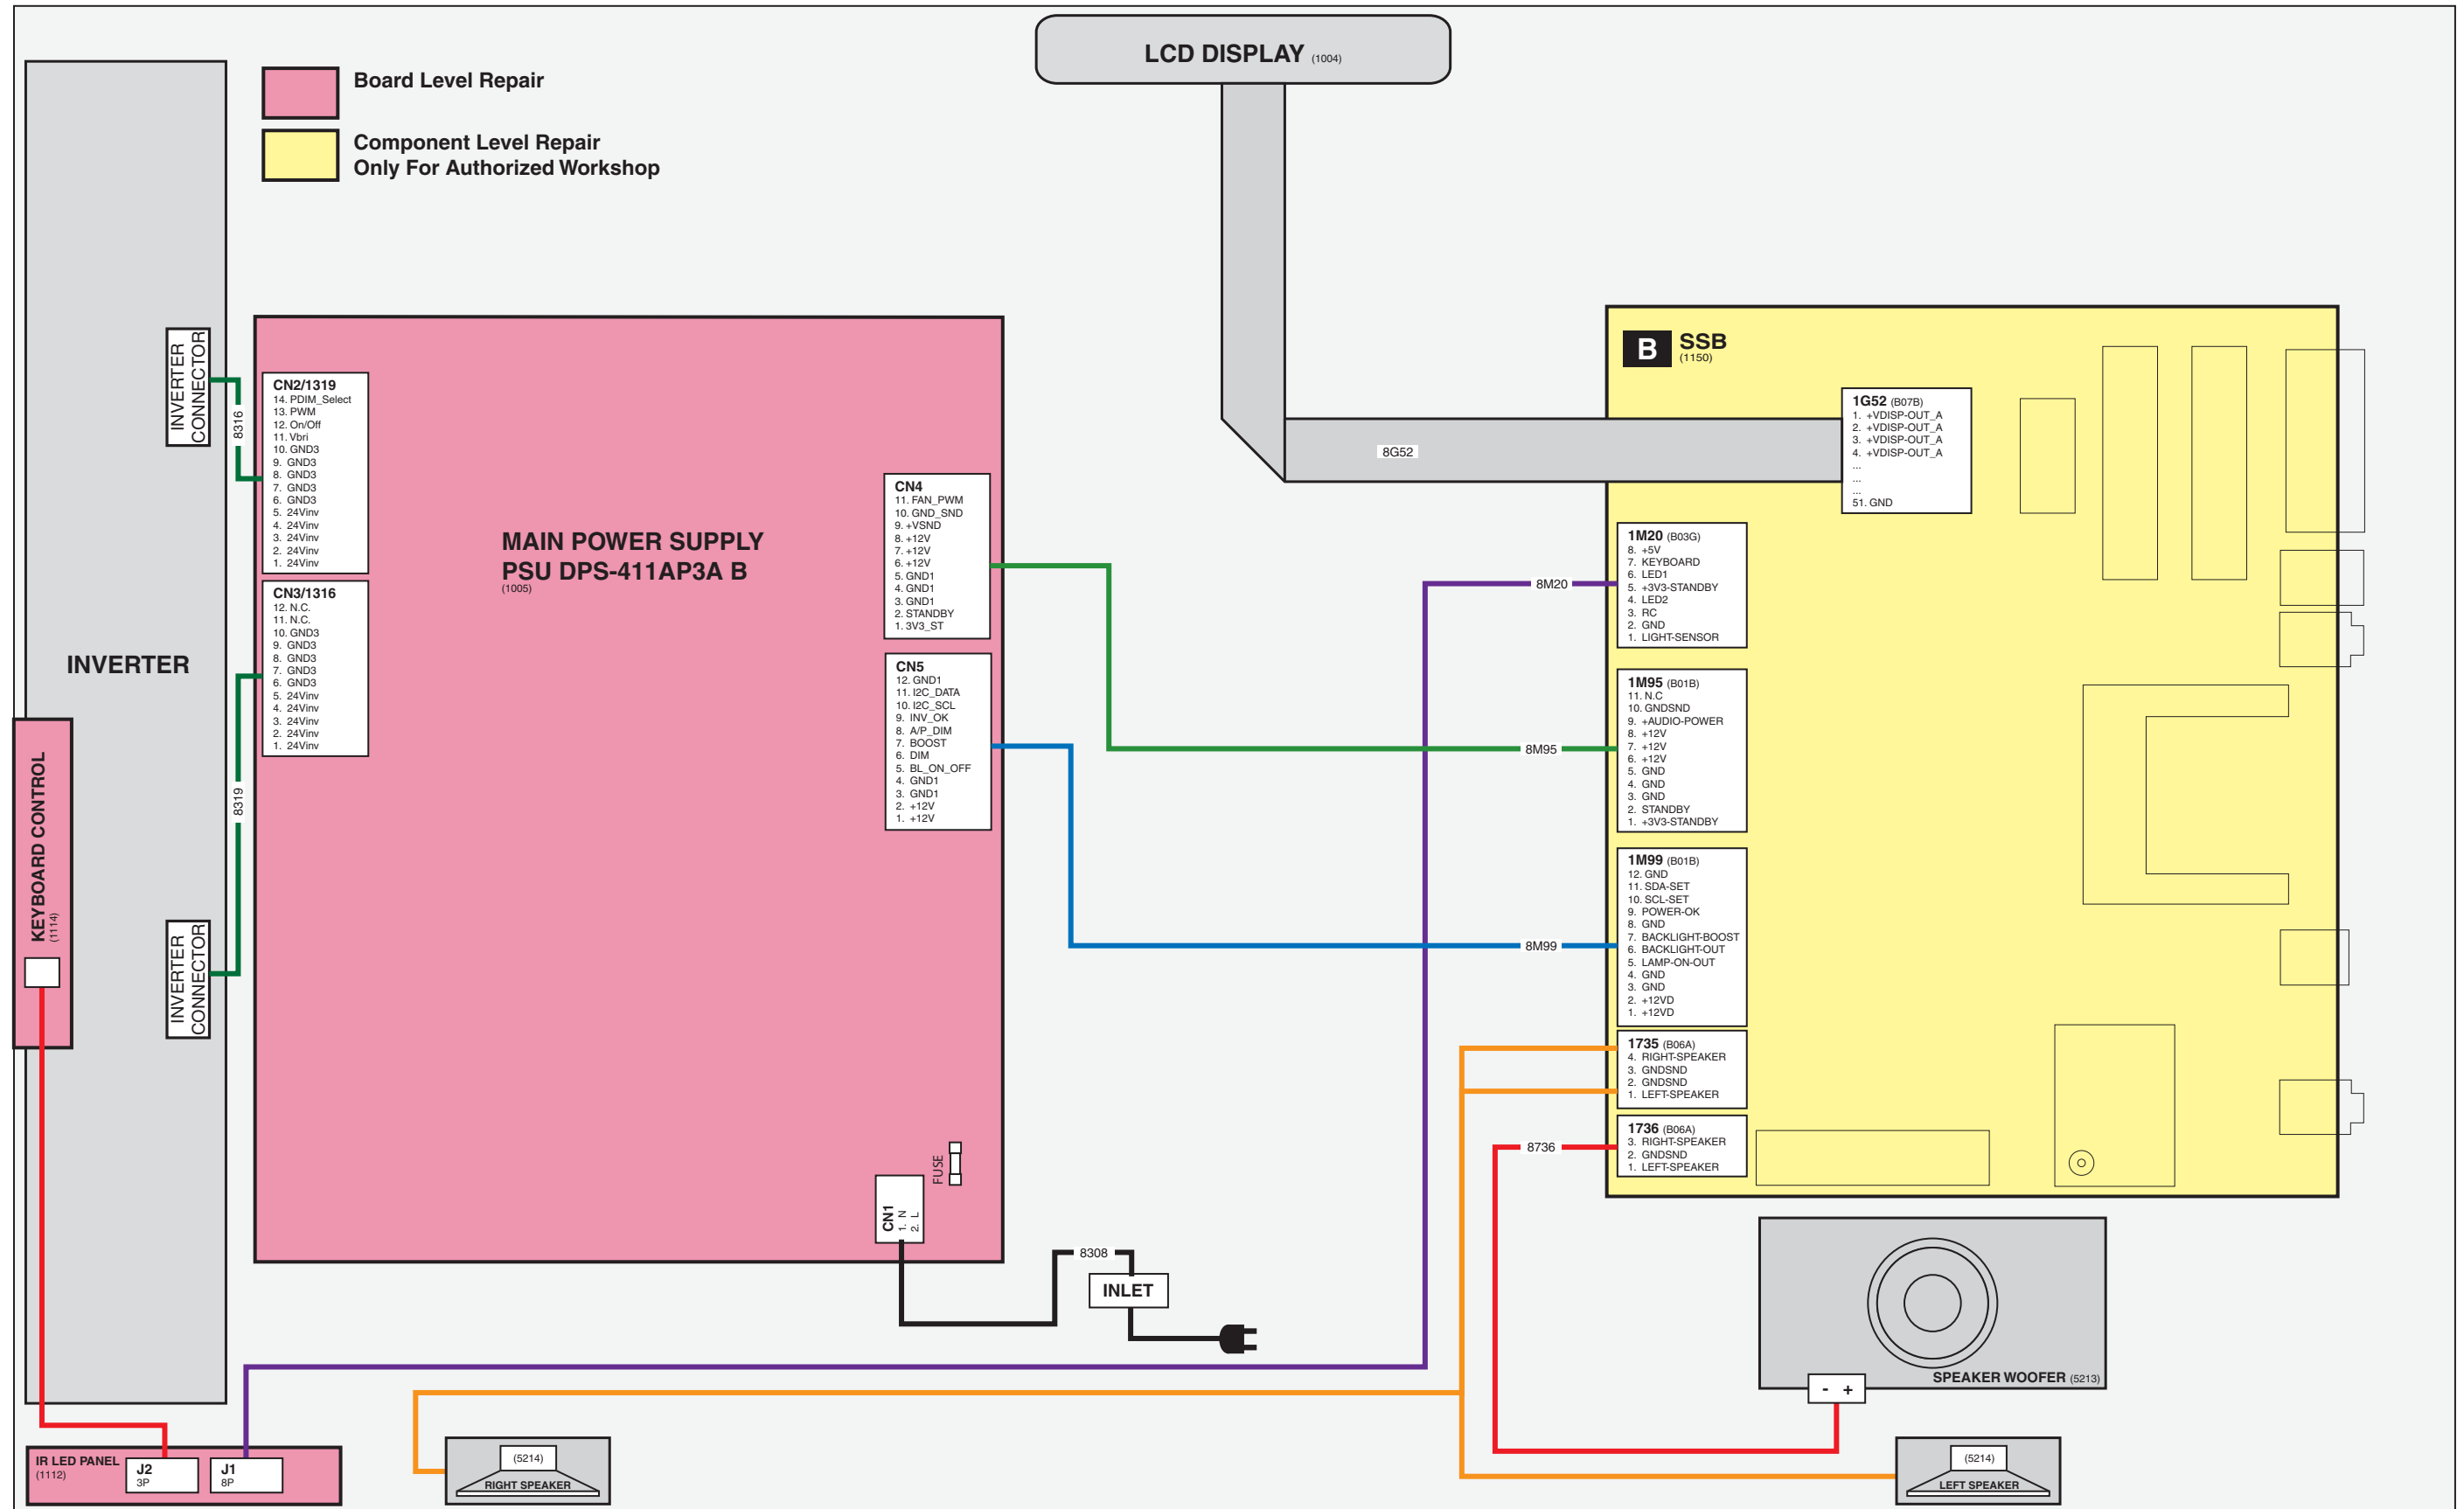 LCD DISPLAY (1004)
Board Level Repair
Component Level Repair
Only For Authorized Workshop
INVERTER
INVERTER
CONNECTOR
8316
INVERTER
CONNECTOR
8319
KEYBOARD CONTROL
(1114)
CN2/1319
14. PDIM_Select
13. PWM
12. On/Off
11. Vbri
10. GND3
9. GND3
8. GND3
7. GND3
6. GND3
5. 24Vinv
4. 24Vinv
3. 24Vinv
2. 24Vinv
1. 24Vinv
CN3/1316
12. N.C.
11. N.C.
10. GND3
9. GND3
8. GND3
7. GND3
6. GND3
5. 24Vinv
4. 24Vinv
3. 24Vinv
2. 24Vinv
1. 24Vinv
MAIN POWER SUPPLY
PSU DPS-411AP3A B
(1005)
CN4
11. FAN_PWM
10. GND_SND
9. +VSND
8. +12V
7. +12V
6. +12V
5. GND1
4. GND1
3. GND1
2. STANDBY
1. 3V3_ST
CN5
12. GND1
11. I2C_DATA
10. I2C_SCL
9. INV_OK
8. A/P_DIM
7. BOOST
6. DIM
5. BL_ON_OFF
4. GND1
3. GND1
2. +12V
1. +12V
FUSE
CN1
1. N
2. L
8308
INLET
8G52
8M20
8M95
8M99
8736
B SSB
(1150)
1G52 (B07B)
1. +VDISP-OUT_A
2. +VDISP-OUT_A
3. +VDISP-OUT_A
4. +VDISP-OUT_A
...
...
...
51. GND
1M20 (B03G)
8. +5V
7. KEYBOARD
6. LED1
5. +3V3-STANDBY
4. LED2
3. RC
2. GND
1. LIGHT-SENSOR
1M95 (B01B)
11. N.C
10. GNDSND
9. +AUDIO-POWER
8. +12V
7. +12V
6. +12V
5. GND
4. GND
3. GND
2. STANDBY
1. +3V3-STANDBY
1M99 (B01B)
12. GND
11. SDA-SET
10. SCL-SET
9. POWER-OK
8. GND
7. BACKLIGHT-BOOST
6. BACKLIGHT-OUT
5. LAMP-ON-OUT
4. GND
3. GND
2. +12VD
1. +12VD
1735 (B06A)
4. RIGHT-SPEAKER
3. GNDSND
2. GNDSND
1. LEFT-SPEAKER
1736 (B06A)
3. RIGHT-SPEAKER
2. GNDSND
1. LEFT-SPEAKER
SPEAKER WOOFER (5213)
- +
IR LED PANEL
(1112)
J2
3P
J1
8P
(5214)
RIGHT SPEAKER
(5214)
LEFT SPEAKER